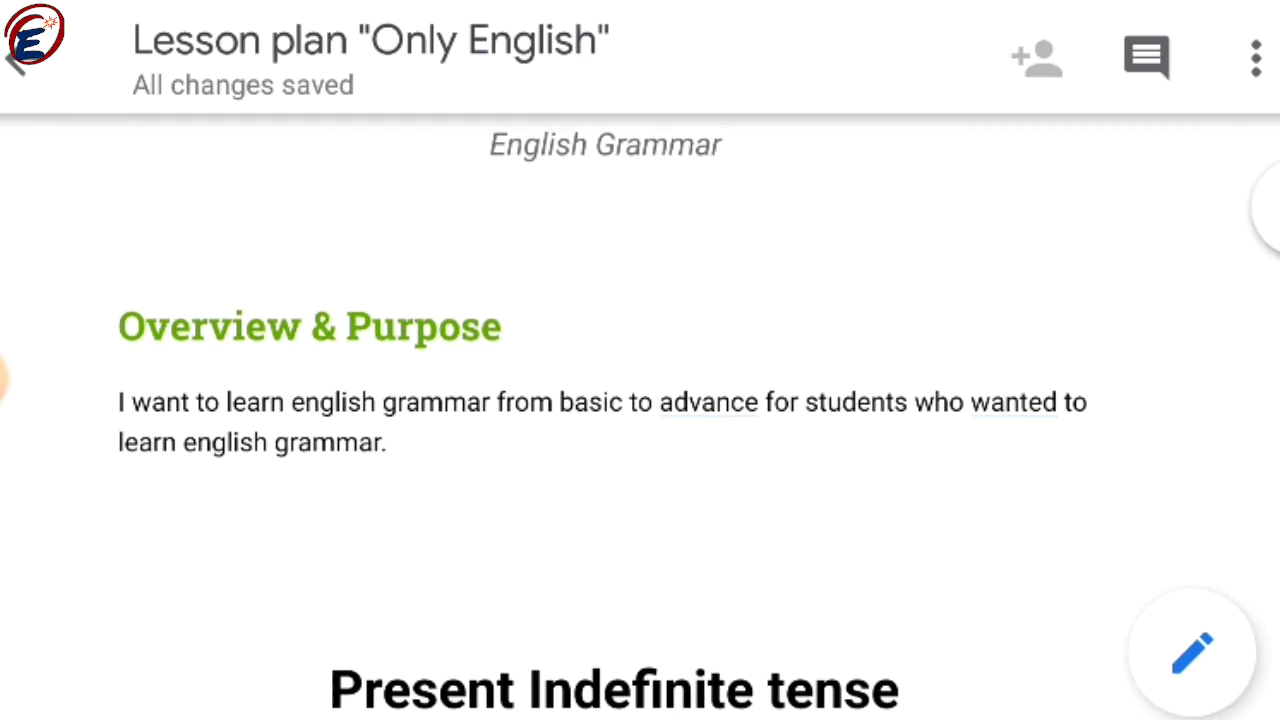 E
Lesson plan "Only English"
All changes saved
English Grammar
Overview & Purpose
I want to learn english grammar from basic to advance for students who wanted to
learn english grammar.
Present Indefinite tense